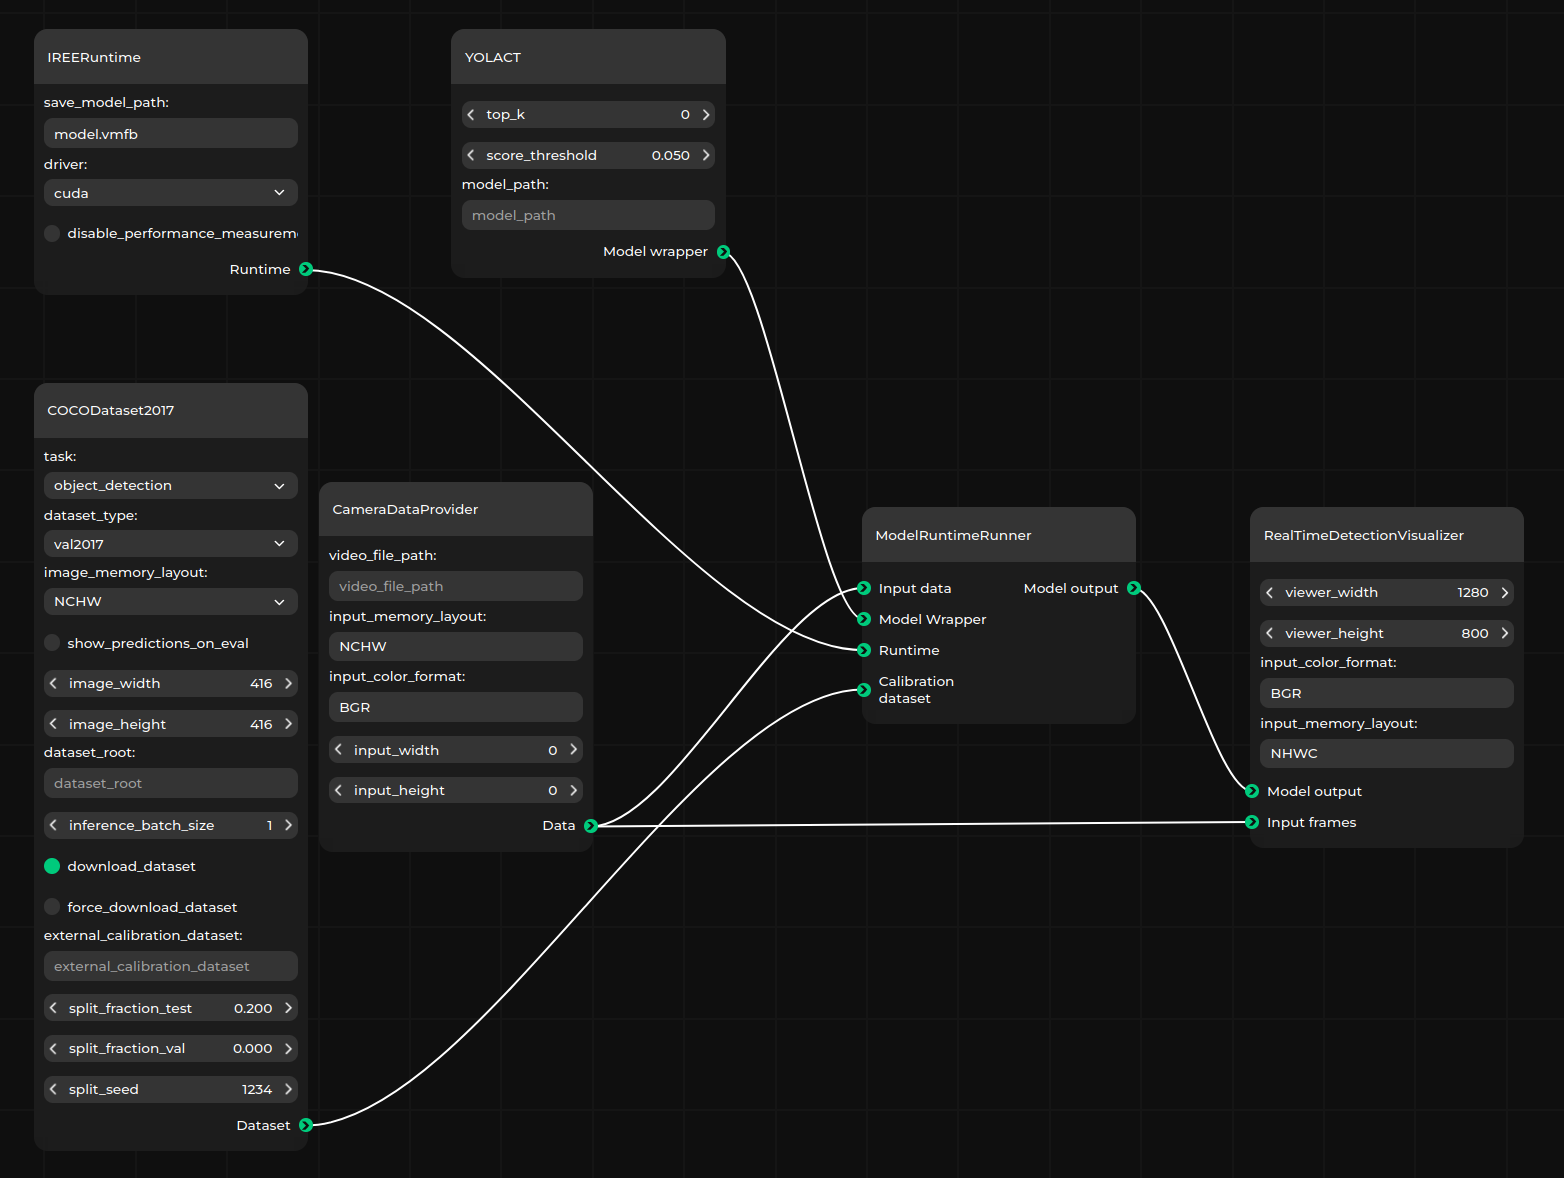 IREERuntime
save_model_path:
model.vmfb
driver:
cuda
disable_performance_measurem
Runtime
YOLACT
top_k 0
score_threshold 0.050
model_path:
model_path
Model wrapper
COCODataset2017
task:
object_detection
dataset_type:
val2017
image_memory_layout:
NCHW
show_predictions_on_eval
image_width 416
image_height 416
dataset_root:
dataset_root
inference_batch_size 1
download_dataset
force_download_dataset
external_calibration_dataset:
external_calibration_dataset
split_fraction_test 0.200
split_fraction_val 0.000
split_seed 1234
Dataset
CameraDataProvider
video_file_path:
video_file_path
input_memory_layout:
NCHW
input_color_format:
BGR
input_width 0
input_height 0
Data
ModelRuntimeRunner
Input data Model output
Model Wrapper
Runtime
Calibration
dataset
RealTimeDetectionVisualizer
viewer_width 1280
viewer_height 800
input_color_format:
BGR
input_memory_layout:
NHWC
Model output
Input frames